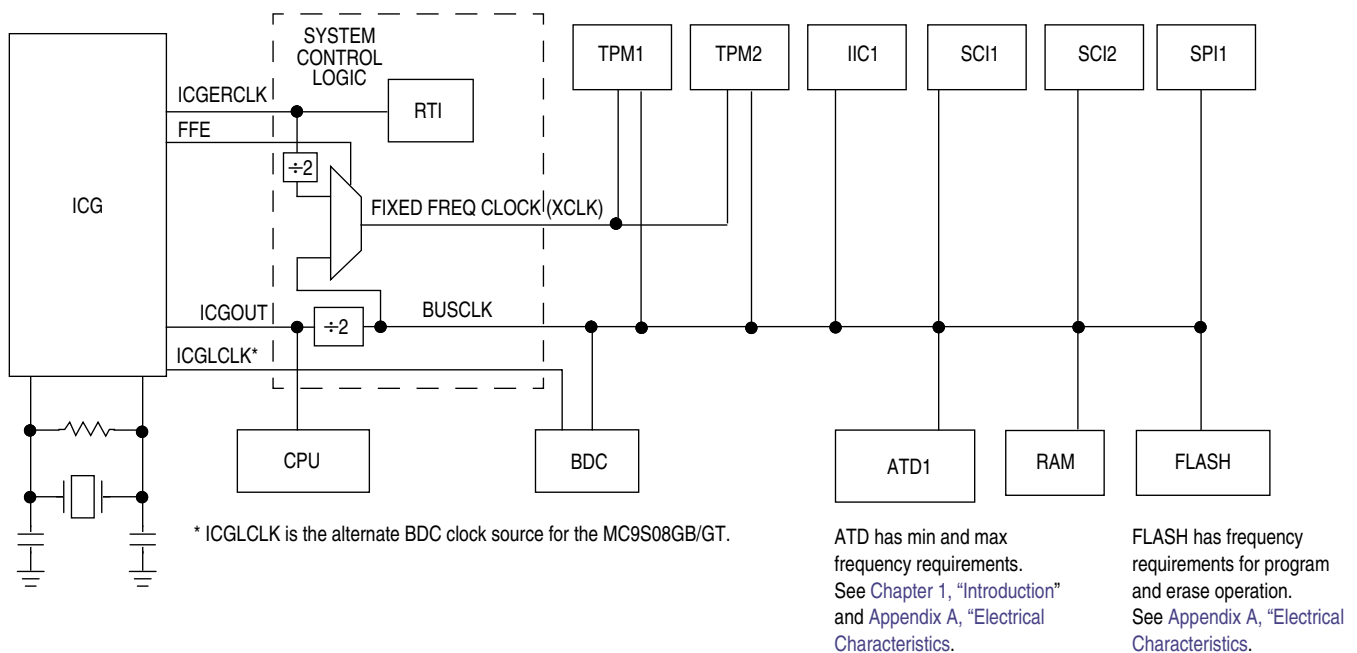 SYSTEM
CONTROL
LOGIC
TPM1
TPM2
IIC1
SCI1
SCI2
SPI1
ICGERCLK
RTI
FFE
÷2
ICG
FIXED FREQ CLOCK (XCLK)
ICGOUT
÷2
BUSCLK
ICGLCLK*
CPU
BDC
ATD1
RAM
FLASH
* ICGLCLK is the alternate BDC clock source for the MC9S08GB/GT.
ATD has min and max
frequency requirements.
See Chapter 1, “Introduction”
and Appendix A, “Electrical
Characteristics.
FLASH has frequency
requirements for program
and erase operation.
See Appendix A, “Electrical
Characteristics.